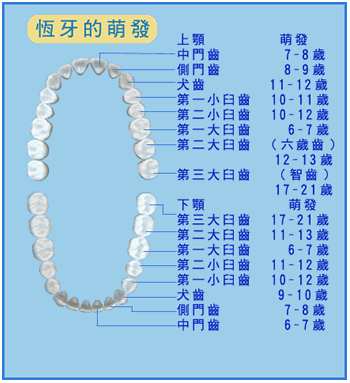 恆牙的萌發
上顎 萌發
中門齒 7-8歲
側門齒 8-9歲
犬齒 11-12歲
第一小臼齒 10-11歲
第二小臼齒 10-12歲
第一大臼齒 6-7歲
第二大臼齒 (六歲齒)
12-13歲
第三大臼齒 (智齒)
17-21歲
下顎 萌發
第三大臼齒 17-21歲
第二大臼齒 11-13歲
第一大臼齒 6-7歲
第二小臼齒 11-12歲
第一小臼齒 10-12歲
犬齒 9-10歲
側門齒 7-8歲
中門齒 6-7歲